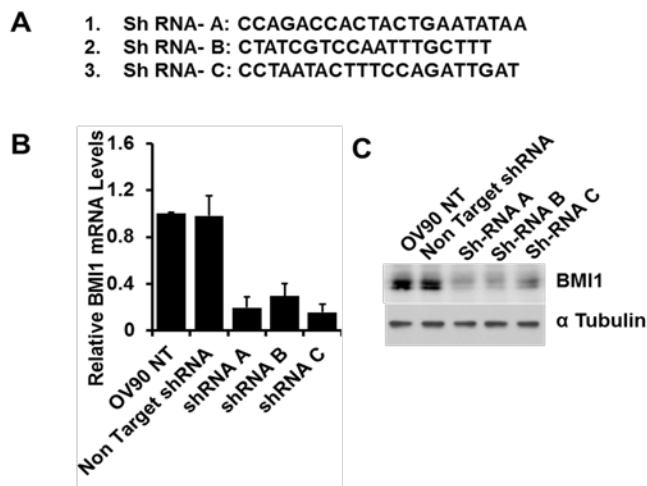 A
1. Sh RNA- A: CCAGACCACTACTGAATATAA
2. Sh RNA- B: CTATCGTCCAATTTGCTTT
3. Sh RNA- C: CCTAATACTTTCCAGATTGAT
B
Relative BMI1 mRNA Levels
1.6
1.2
0.8
0.4
0
OV90 NT
Non Target shRNA
shRNA A
shRNA B
shRNA C
C
OV90 NT
Non Target shRNA
Sh-RNA A
Sh-RNA B
Sh-RNA C
BMI1
α Tubulin